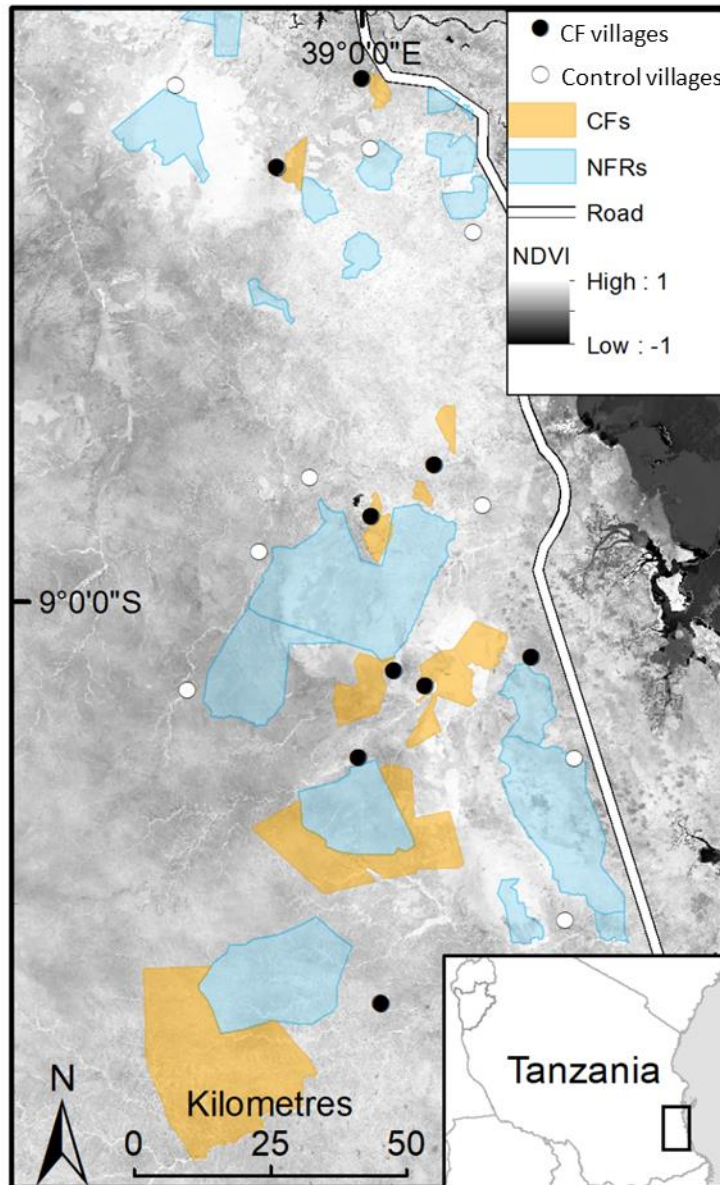 39°0'0"E
CF villages
Control villages
CFs
NFRs
Road
NDVI
High : 1
Low : -1
9°0'0"S
N
Kilometres
0 25 50
Tanzania